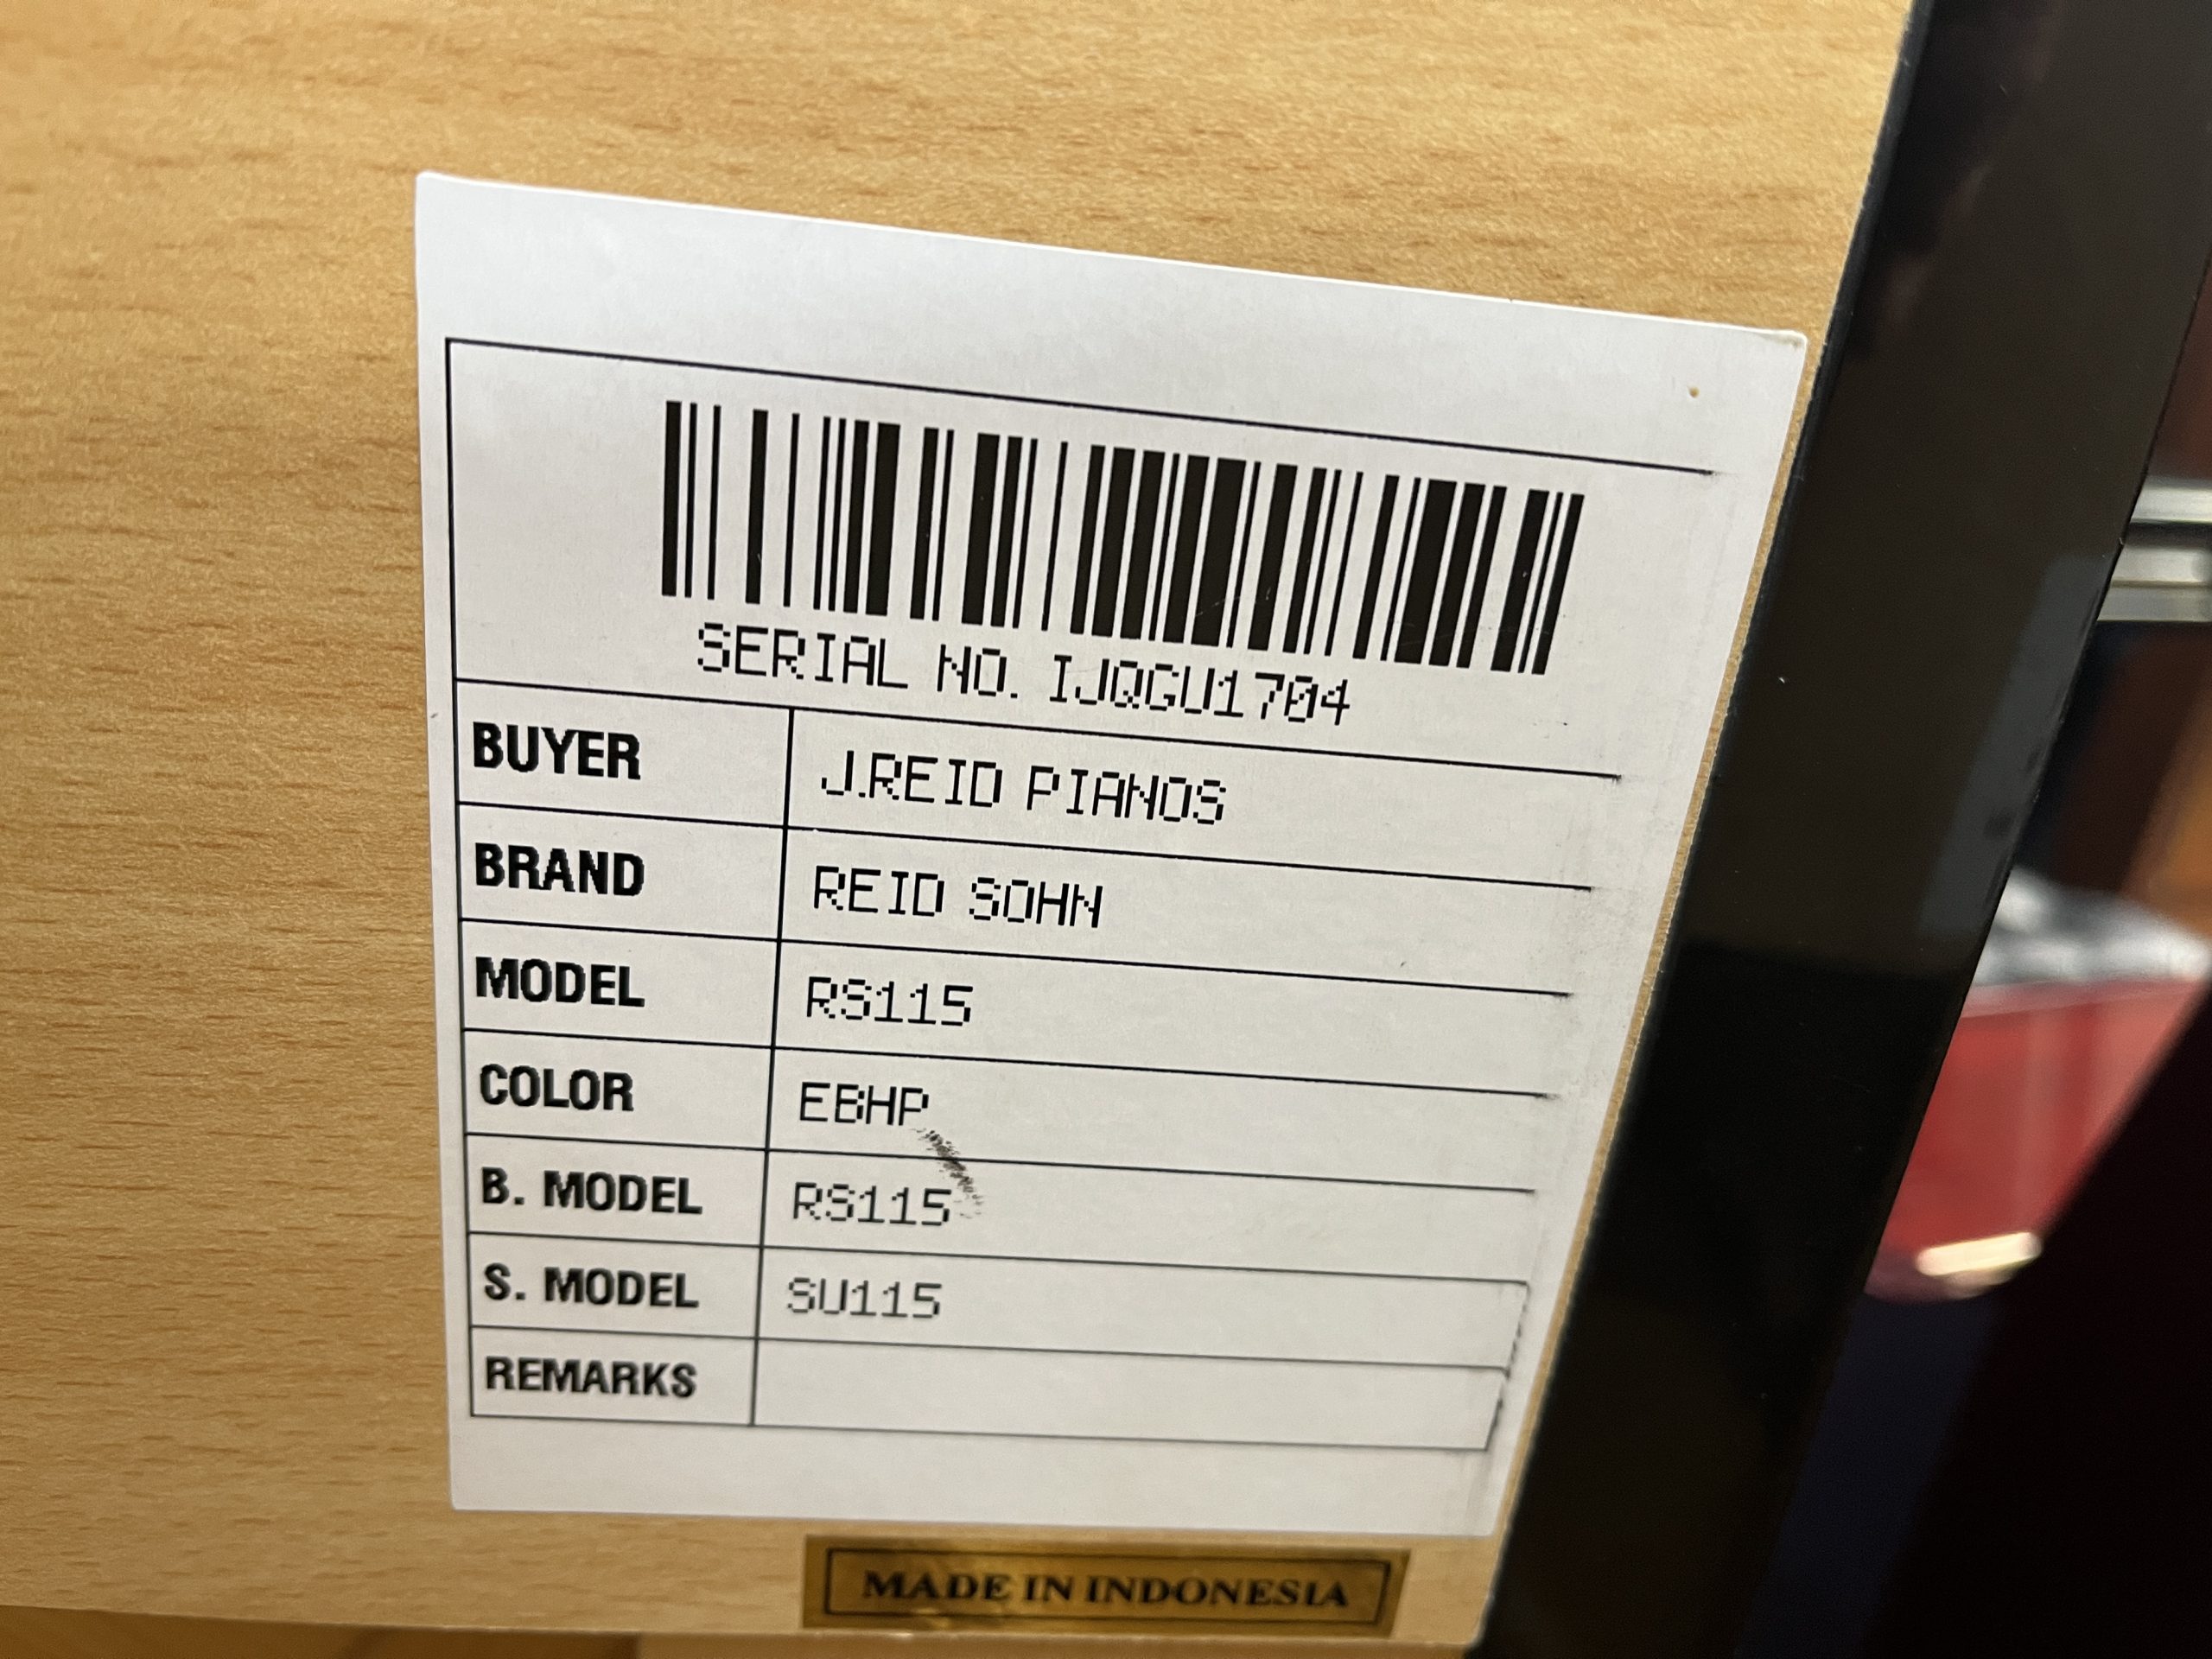 SERIAL NO. IJQGU1704
BUYER J.REID PIANOS
BRAND REID SOHN
MODEL RS115
COLOR EBHP
B. MODEL RS115
S. MODEL SU115
REMARKS
MADE IN INDONESIA